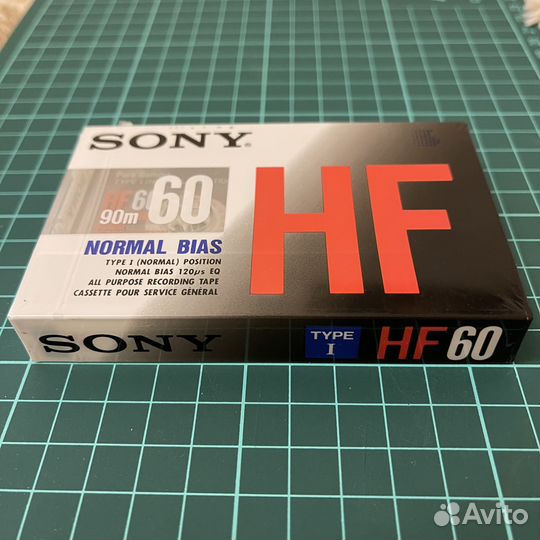 SONY®
HF
60
90m
HF 60
NORMAL BIAS
TYPE I (NORMAL) POSITION
NORMAL BIAS 120µs EQ
ALL PURPOSE RECORDING TAPE
CASSETTE POUR SERVICE GÉNÉRAL
SONY
TYPE I
HF 60
Avito